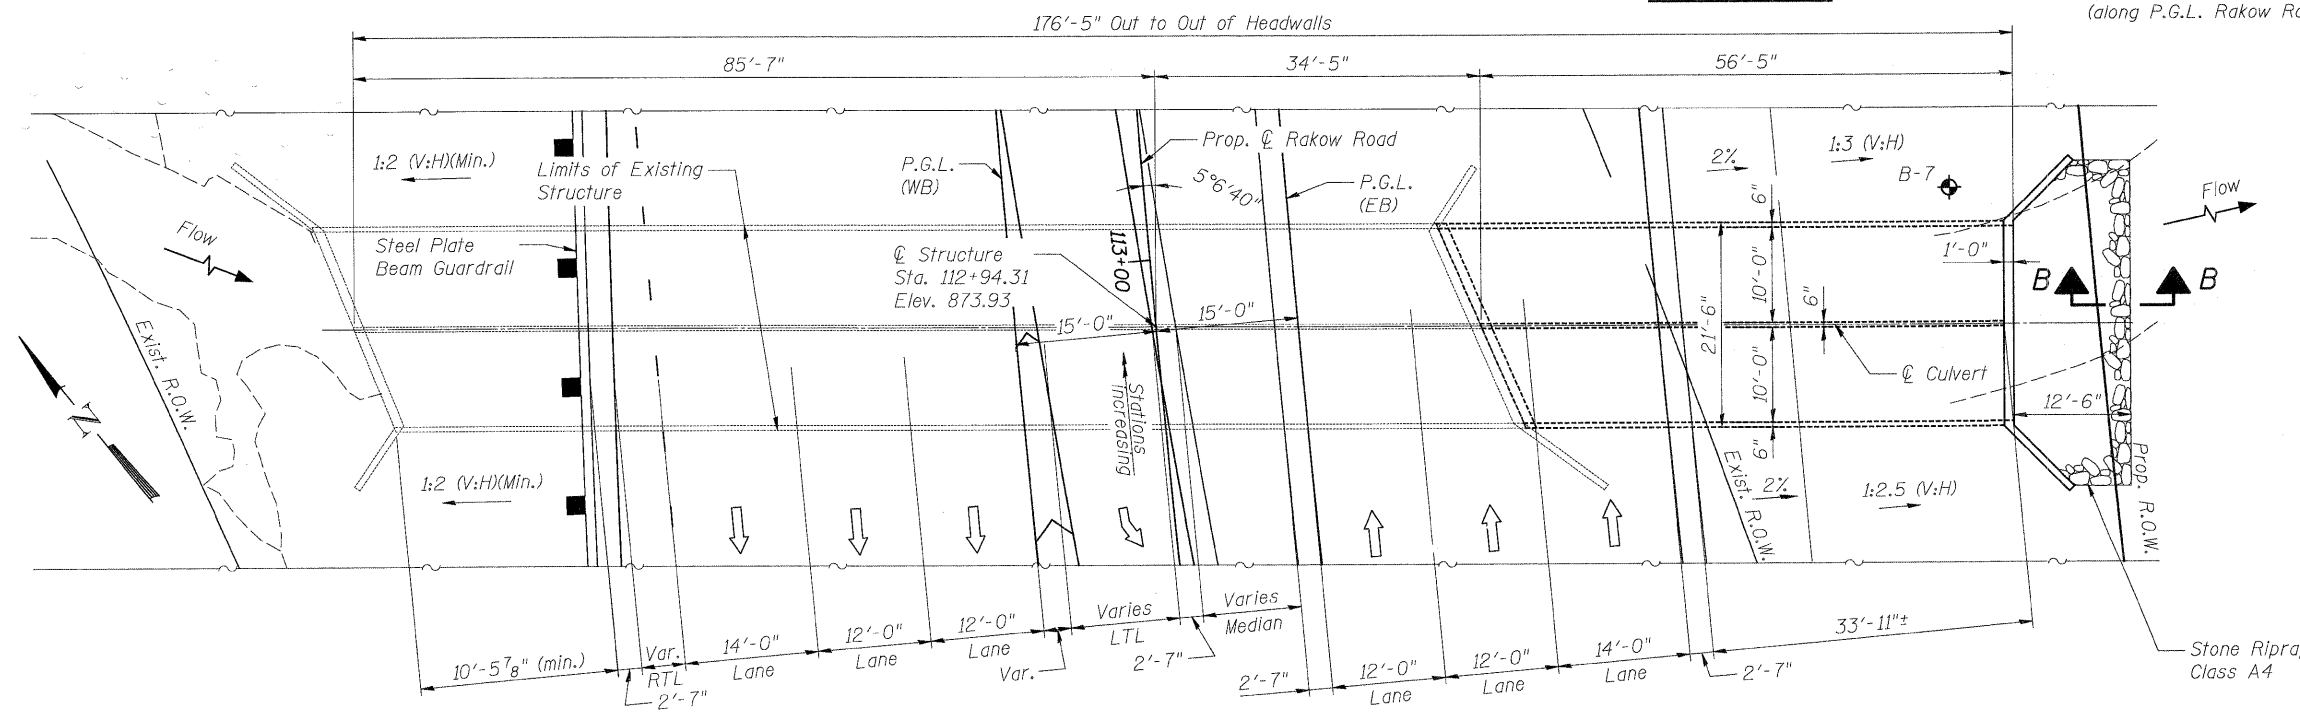 (along P.G.L. Rakow Ro
176'-5" Out to Out of Headwalls
85'-7"
34'-5"
56'-5"
1:2 (V:H)(Min.)
Limits of Existing
Structure
P.G.L.
(WB)
Prop. ℄ Rakow Road
5°6'40"
P.G.L.
(EB)
2%
1:3 (V:H)
B-7
Flow
Flow
Steel Plate
Beam Guardrail
℄ Structure
Sta. 112+94.31
Elev. 873.93
113+00
15'-0"
15'-0"
6"
10'-0"
21'-6"
6"
10'-0"
6"
1'-0"
B
B
℄ Culvert
12'-6"
Exist. R.O.W.
N
Stations
Increasing
1:2 (V:H)(Min.)
Exist. R.O.W.
2%
1:2.5 (V:H)
Prop. R.O.W.
10'-5⅞" (min.)
2'-7"
Var.
RTL
14'-0"
Lane
12'-0"
Lane
12'-0"
Lane
Var.
Varies
LTL
2'-7"
Varies
Median
2'-7"
12'-0"
Lane
12'-0"
Lane
14'-0"
Lane
2'-7"
33'-11"±
Stone Ripra
Class A4